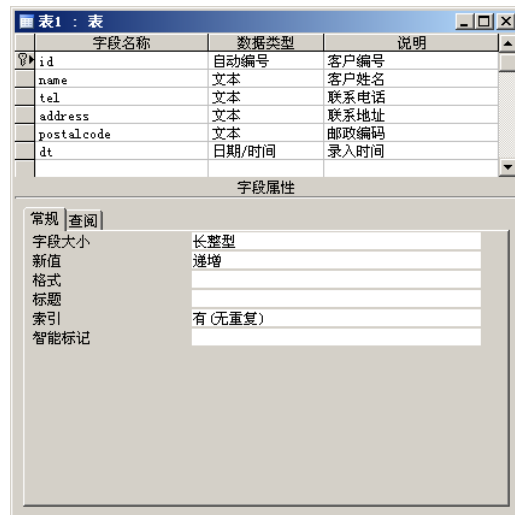 表1 : 表
字段名称 数据类型 说明
id 自动编号 客户编号
name 文本 客户姓名
tel 文本 联系电话
address 文本 联系地址
postalcode 文本 邮政编码
dt 日期/时间 录入时间
字段属性
常规 查阅
字段大小 长整型
新值 递增
格式
标题
索引 有(无重复)
智能标记